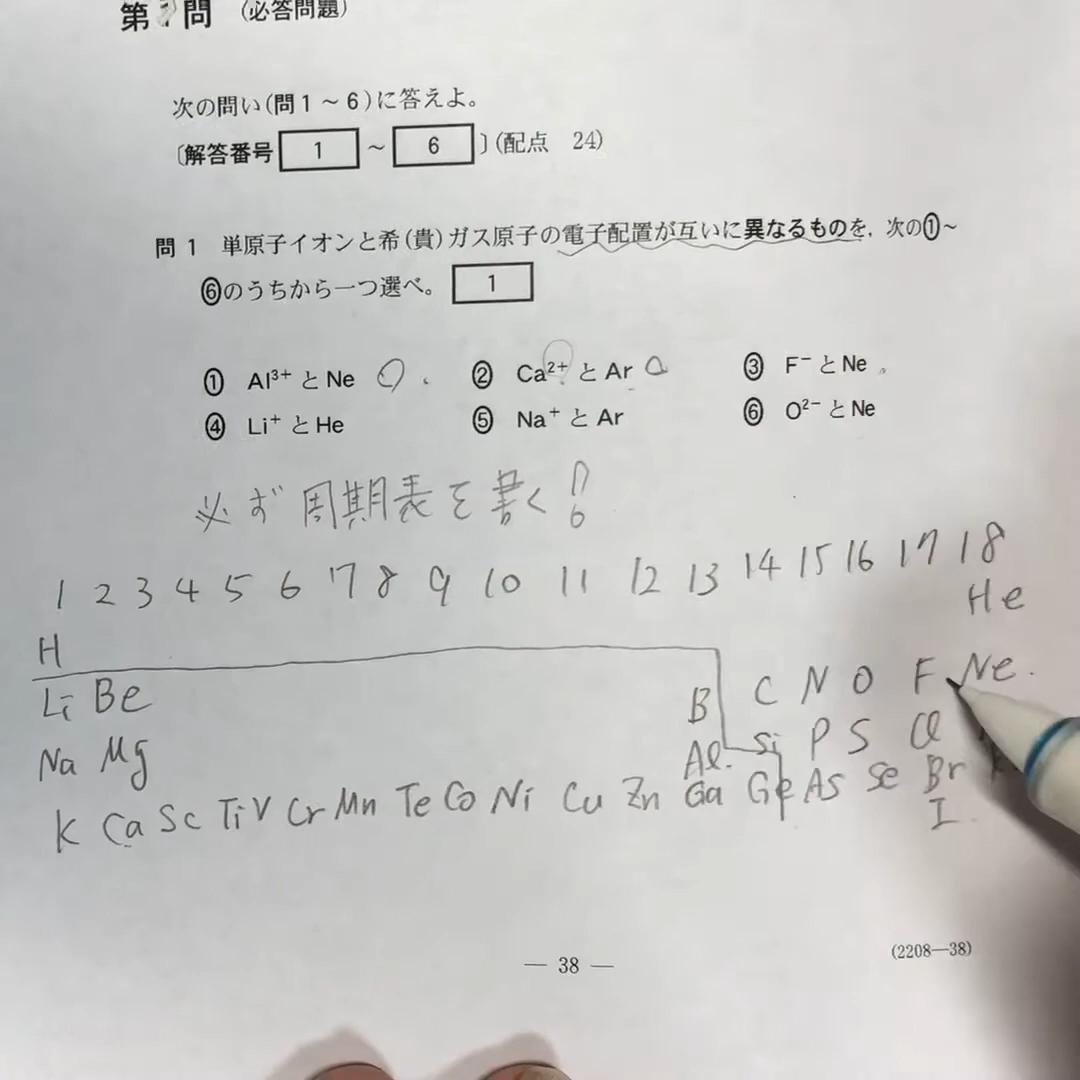 第 問 (必答問題)
次の問い(問1～6)に答えよ。
〔解答番号 1 ～ 6 〕(配点 24)
問1 単原子イオンと希(貴)ガス原子の電子配置が互いに異なるものを，次の①～
⑥のうちから一つ選べ。 1
① Al³⁺ と Ne ② Ca²⁺ と Ar ③ F⁻ と Ne
④ Li⁺ と He ⑤ Na⁺ と Ar ⑥ O²⁻ と Ne
必ず周期表を書く!!
1 2 3 4 5 6 7 8 9 10 11 12 13 14 15 16 17 18
He
H
Li Be B C N O F Ne.
Na Mg Al. Si P S Cl
K Ca Sc Ti V Cr Mn Te Co Ni Cu Zn Ga Ge As Se Br
I.
— 38 —
(2208—38)